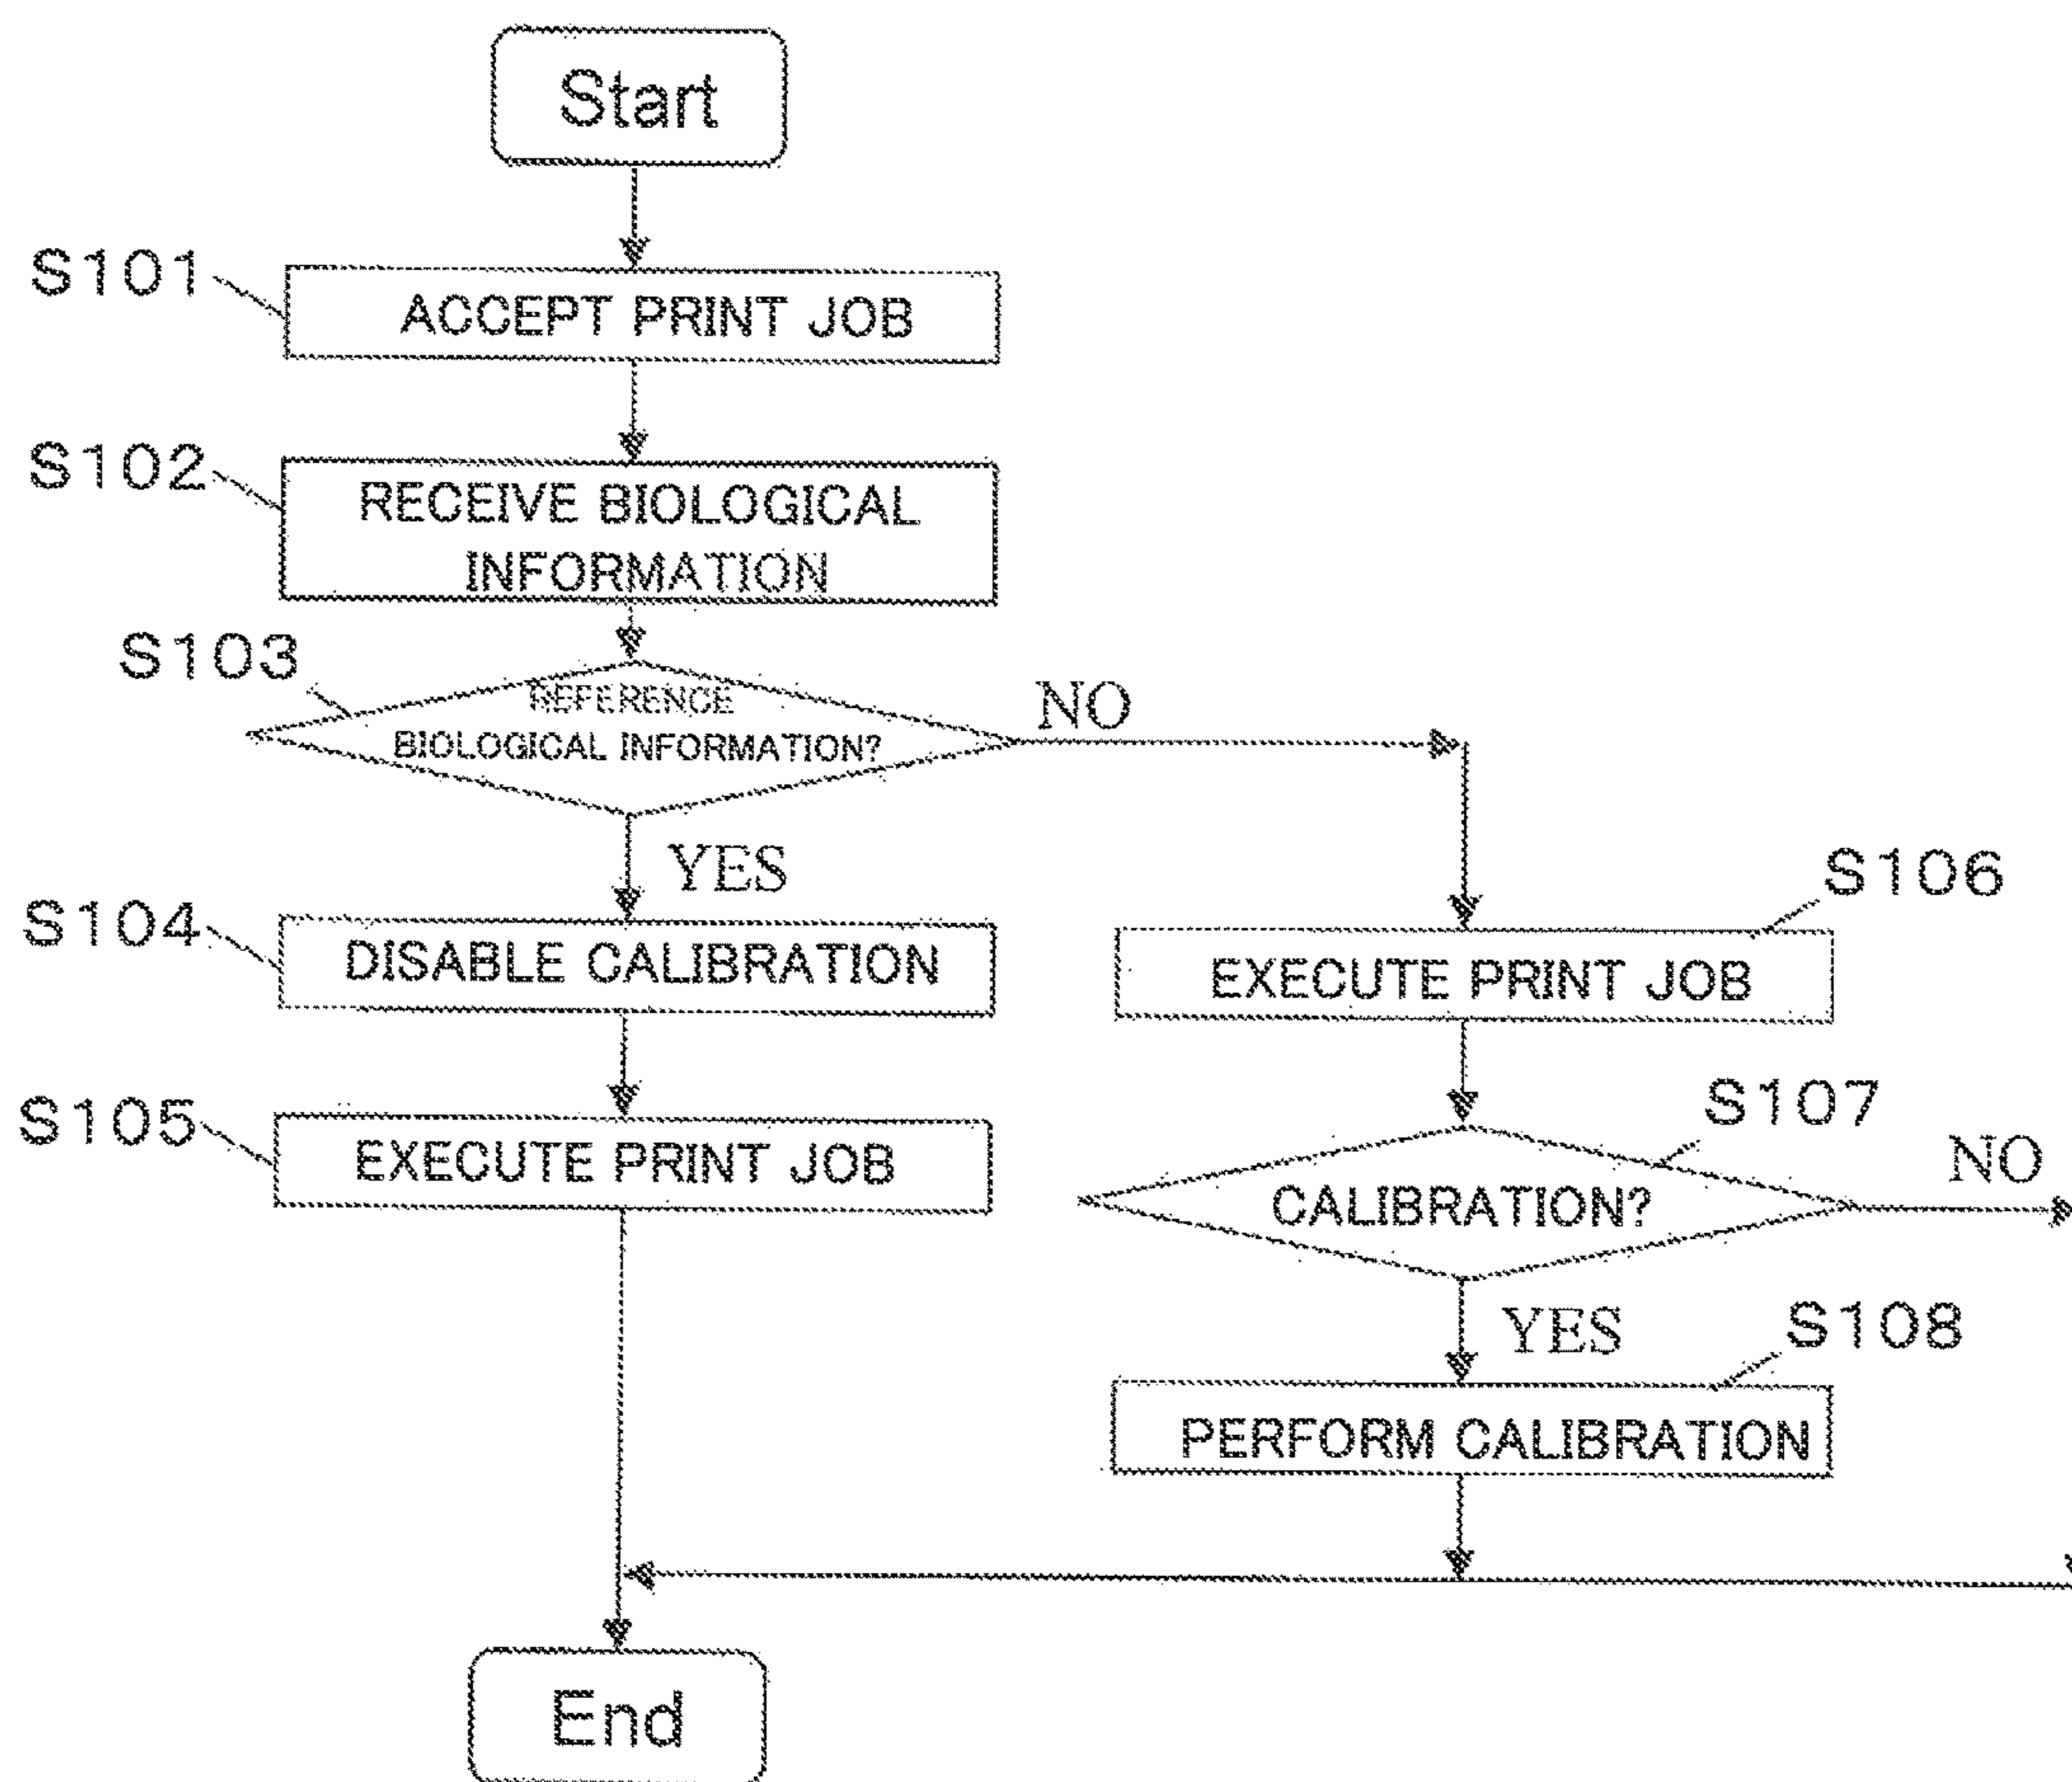 Start
S101
ACCEPT PRINT JOB
S102
RECEIVE BIOLOGICAL
INFORMATION
S103
REFERENCE
BIOLOGICAL INFORMATION?
NO
YES
S104
DISABLE CALIBRATION
S106
EXECUTE PRINT JOB
S105
EXECUTE PRINT JOB
S107
CALIBRATION?
NO
YES
S108
PERFORM CALIBRATION
End